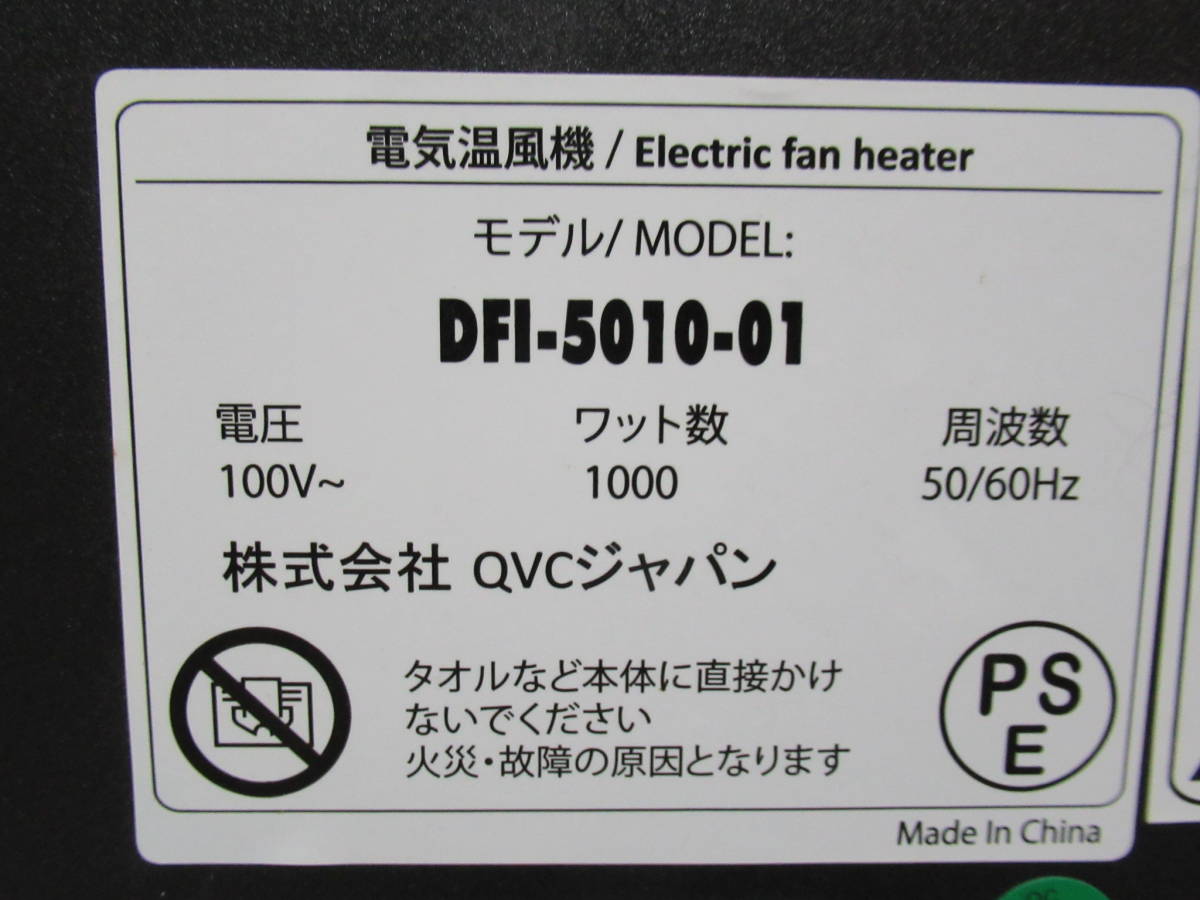 電気温風機 / Electric fan heater
モデル/ MODEL:
DFI-5010-01
電圧 ワット数 周波数
100V~ 1000 50/60Hz
株式会社 QVCジャパン
タオルなど本体に直接かけ
ないでください
火災・故障の原因となります
PS
E
Made In China